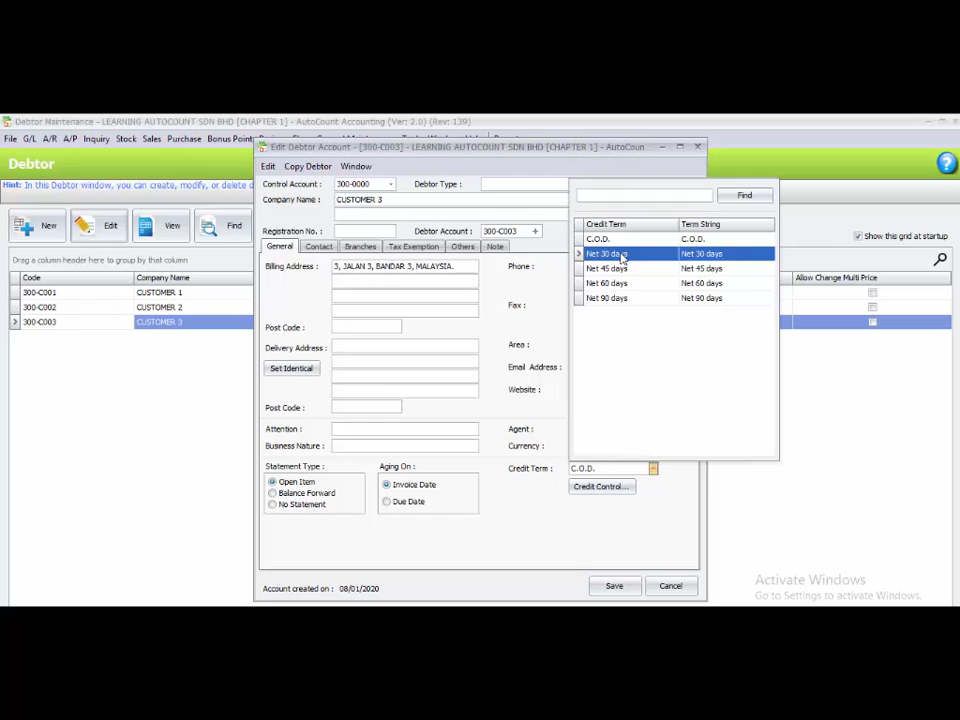 Debtor Maintenance - LEARNING AUTOCOUNT SDN BHD [CHAPTER 1] - AutoCount Accounting (Ver: 2.0) (Rev: 139)
File G/L A/R A/P Inquiry Stock Sales Purchase Bonus Point
Debtor
Hint: In this Debtor window, you can create, modify, or delete d
New Edit View Find
Show this grid at startup
Drag a column header here to group by that column
Code Company Name Allow Change Multi Price
300-C001 CUSTOMER 1
300-C002 CUSTOMER 2
300-C003 CUSTOMER 3
Edit Debtor Account - [300-C003] - LEARNING AUTOCOUNT SDN BHD [CHAPTER 1] - AutoCoun
Edit Copy Debtor Window
Control Account : 300-0000 Debtor Type :
Company Name : CUSTOMER 3
Registration No. : Debtor Account : 300-C003
General Contact Branches Tax Exemption Others Note
Billing Address : 3, JALAN 3, BANDAR 3, MALAYSIA. Phone :
Fax :
Post Code :
Delivery Address : Area :
Set Identical Email Address :
Website :
Post Code :
Attention : Agent :
Business Nature : Currency :
Statement Type : Aging On : Credit Term : C.O.D.
Open Item Invoice Date Credit Control...
Balance Forward Due Date
No Statement
Account created on : 08/01/2020 Save Cancel
Find
Credit Term Term String
C.O.D. C.O.D.
Net 30 days Net 30 days
Net 45 days Net 45 days
Net 60 days Net 60 days
Net 90 days Net 90 days
Activate Windows
Go to Settings to activate Windows.